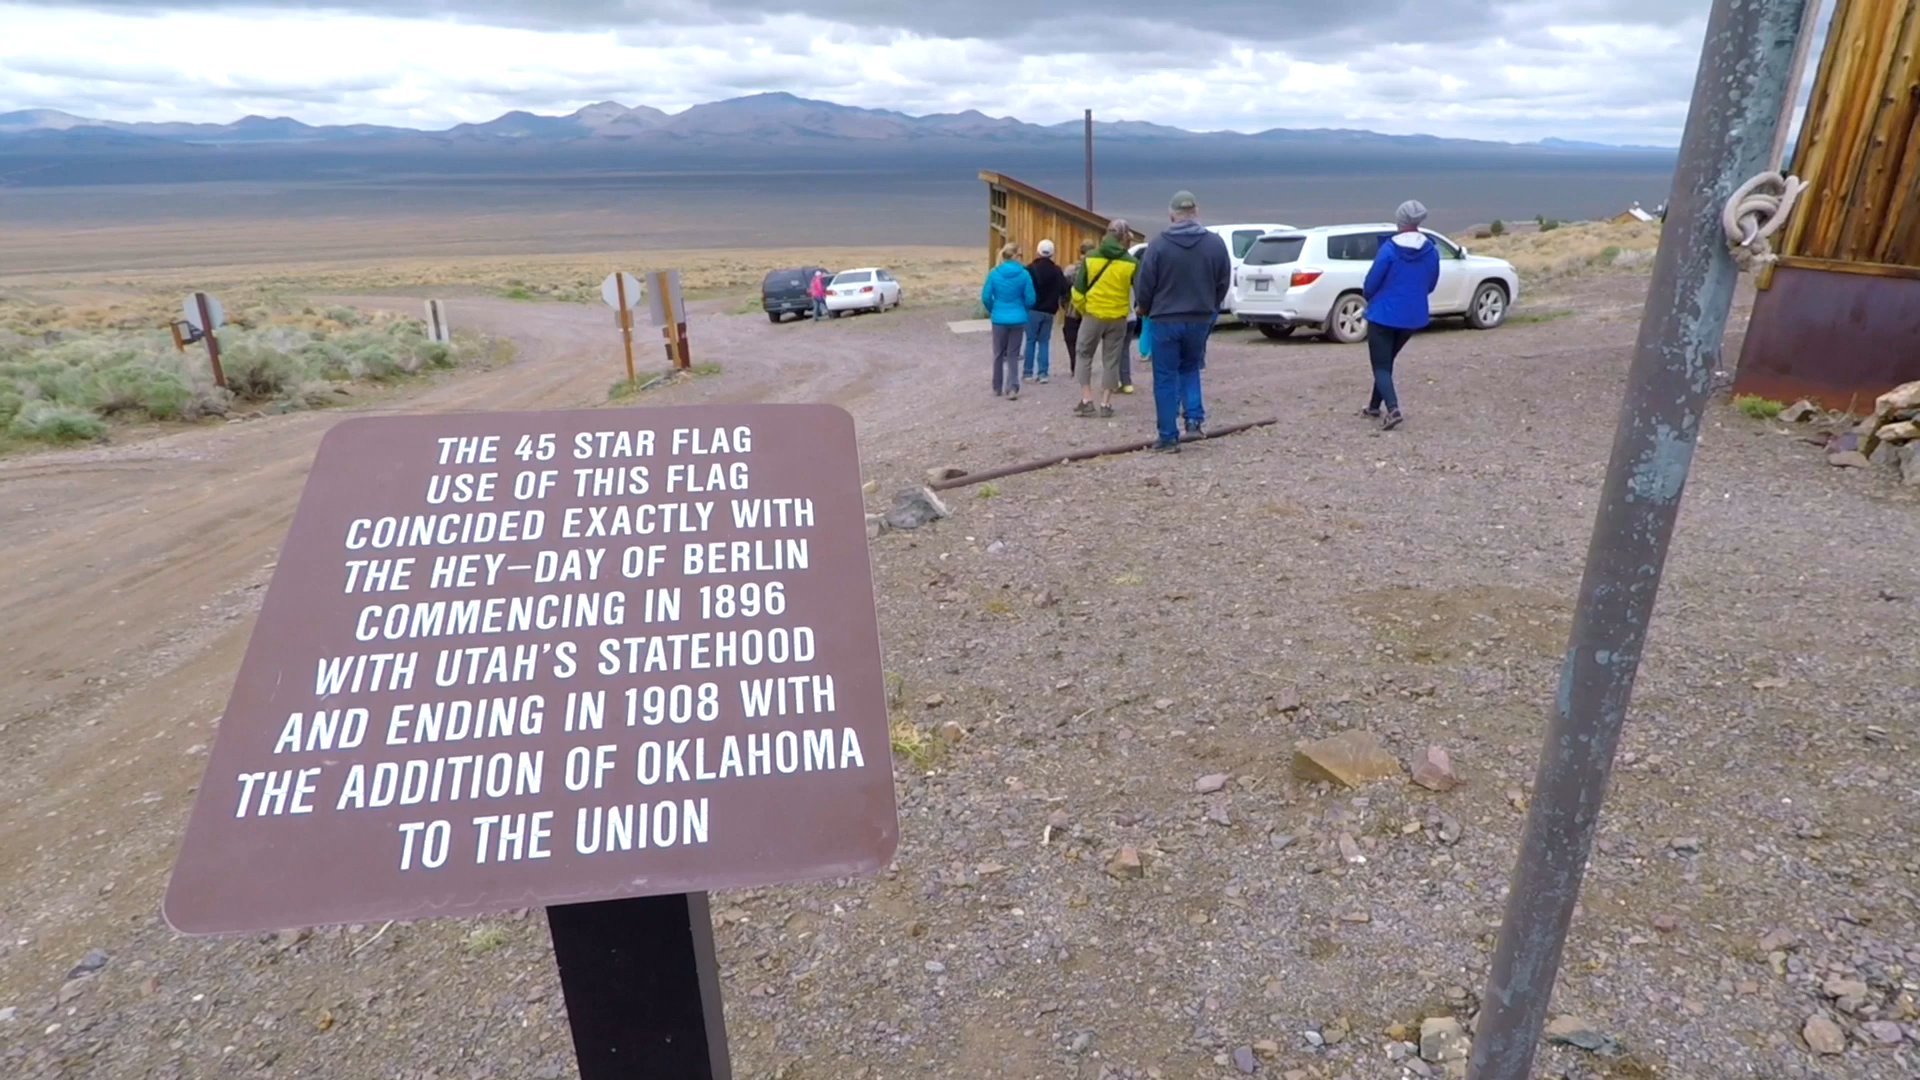 THE 45 STAR FLAG
USE OF THIS FLAG
COINCIDED EXACTLY WITH
THE HEY-DAY OF BERLIN
COMMENCING IN 1896
WITH UTAH'S STATEHOOD
AND ENDING IN 1908 WITH
THE ADDITION OF OKLAHOMA
TO THE UNION